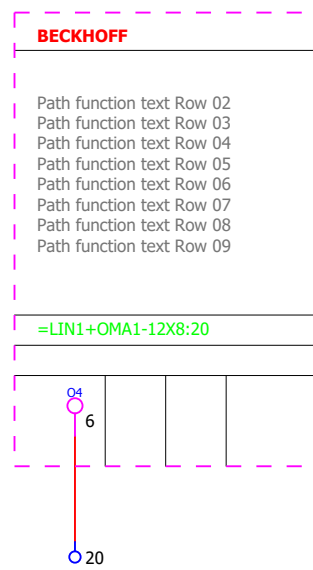 BECKHOFF
Path function text Row 02
Path function text Row 03
Path function text Row 04
Path function text Row 05
Path function text Row 06
Path function text Row 07
Path function text Row 08
Path function text Row 09
=LIN1+OMA1-12X8:20
O4
6
20